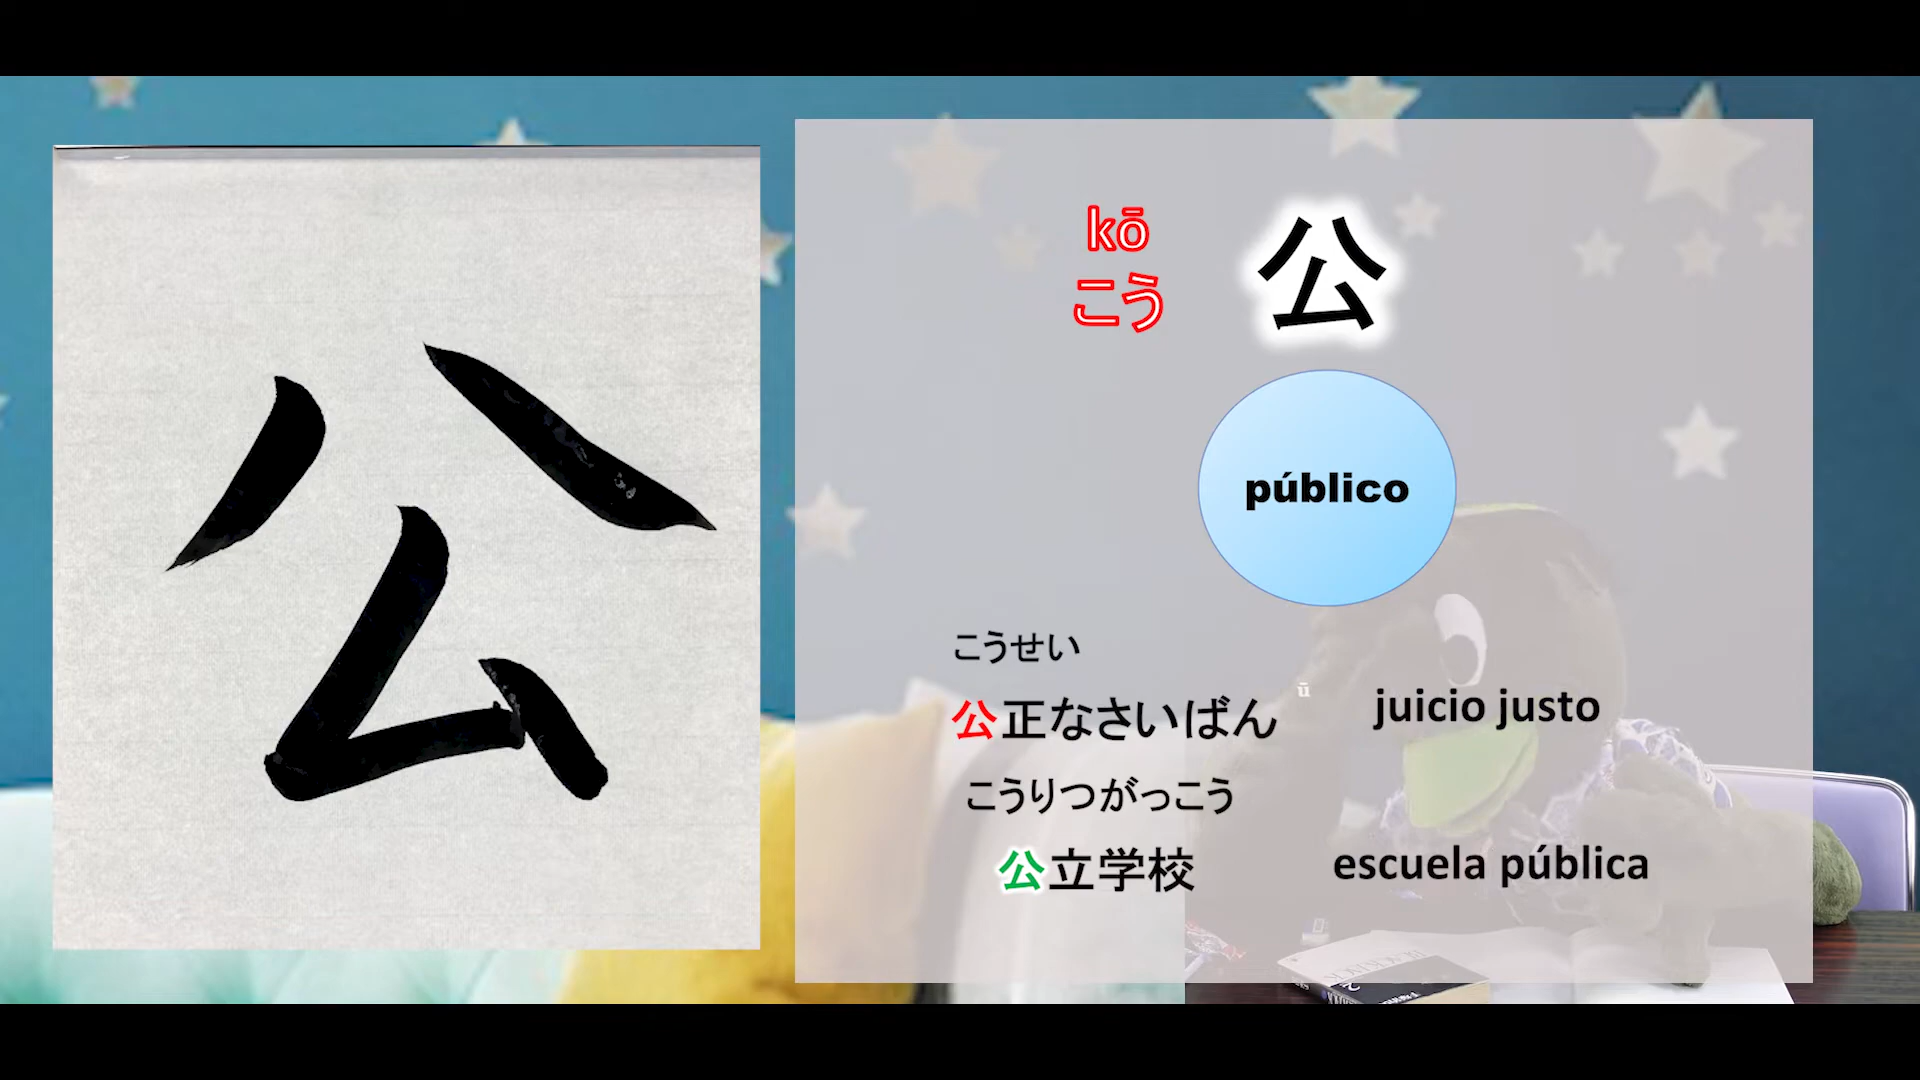 公
kō
こう
公
público
こうせい
公正なさいばん
ū
juicio justo
こうりつがっこう
公立学校
escuela pública